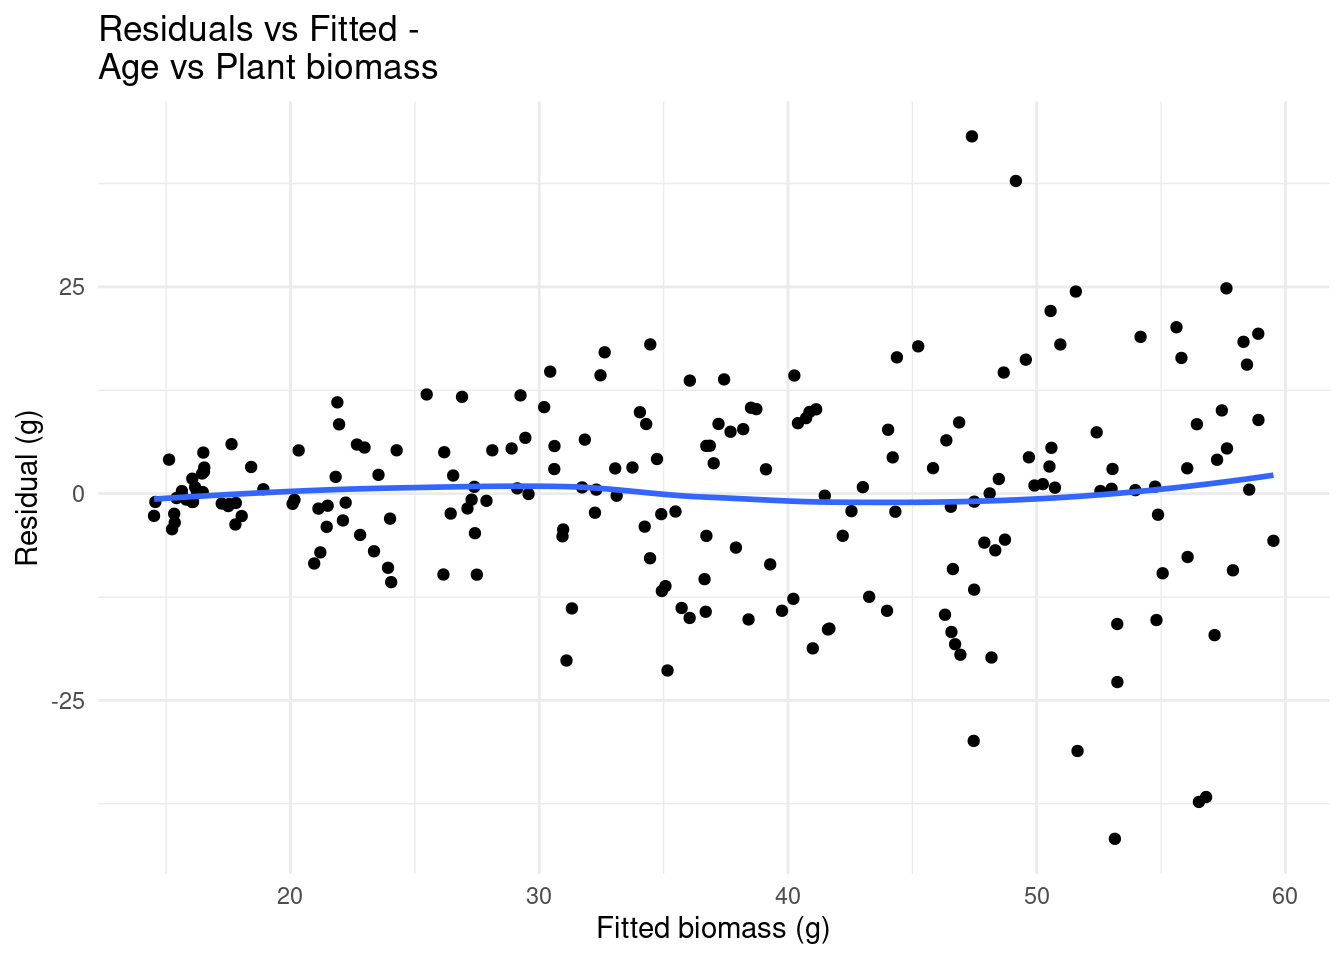 Residuals vs Fitted -
Age vs Plant biomass
Residual (g)
25
0
-25
20
30
40
50
60
Fitted biomass (g)